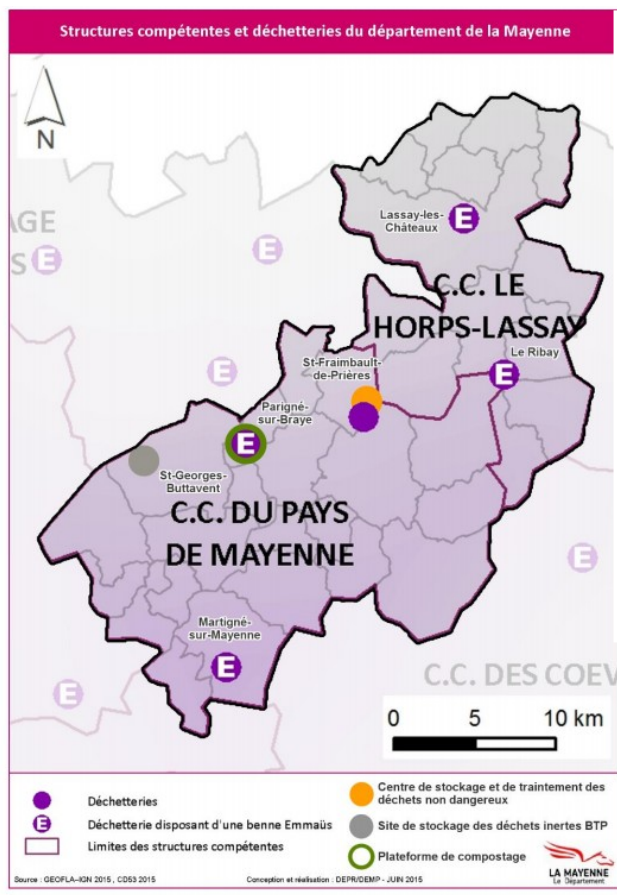 Structures compétentes et déchetteries du département de la Mayenne
N
Lassay-les-
Châteaux
E
AGE
S
E
E
C.C. LE
HORPS-LASSAY
St-Fraimbault-
de-Prières
Le Ribay
E
E
Parigné-
sur-Braye
E
St-Georges-
Buttavent
C.C. DU PAYS
DE MAYENNE
E
Martigné-
sur-Mayenne
E
E
C.C. DES COEV
0 5 10 km
Déchetteries
E Déchetterie disposant d'une benne Emmaüs
Limites des structures compétentes
Centre de stockage et de traitement des
déchets non dangereux
Site de stockage des déchets inertes BTP
Plateforme de compostage
Source : GEOFLA-IGN 2015 , CD53 2015
Conception et réalisation : DEPR/DEMP - JUIN 2015
LA MAYENNE
Le Département